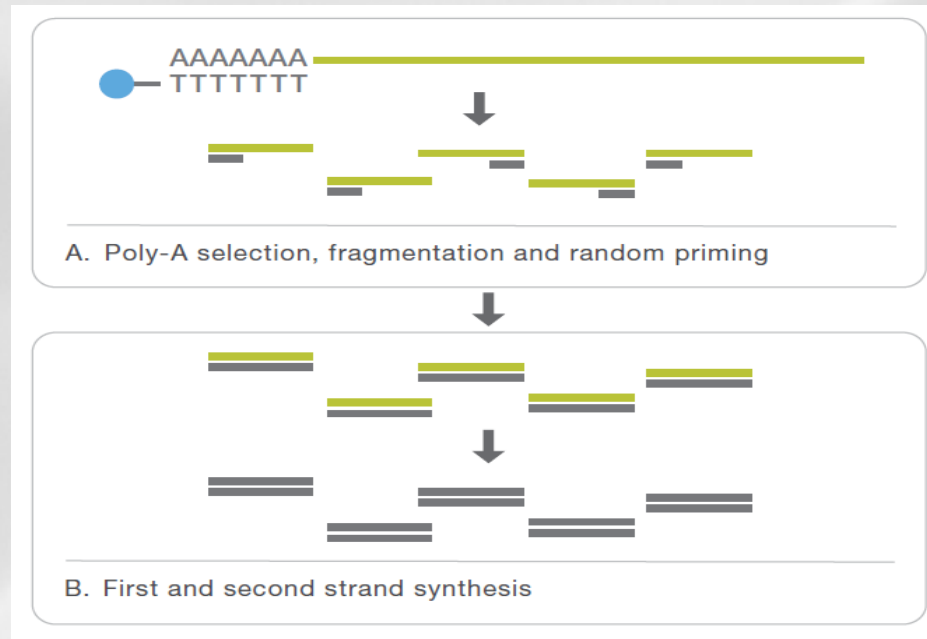 AAAAAAA
TTTTTTT
A. Poly-A selection, fragmentation and random priming
B. First and second strand synthesis